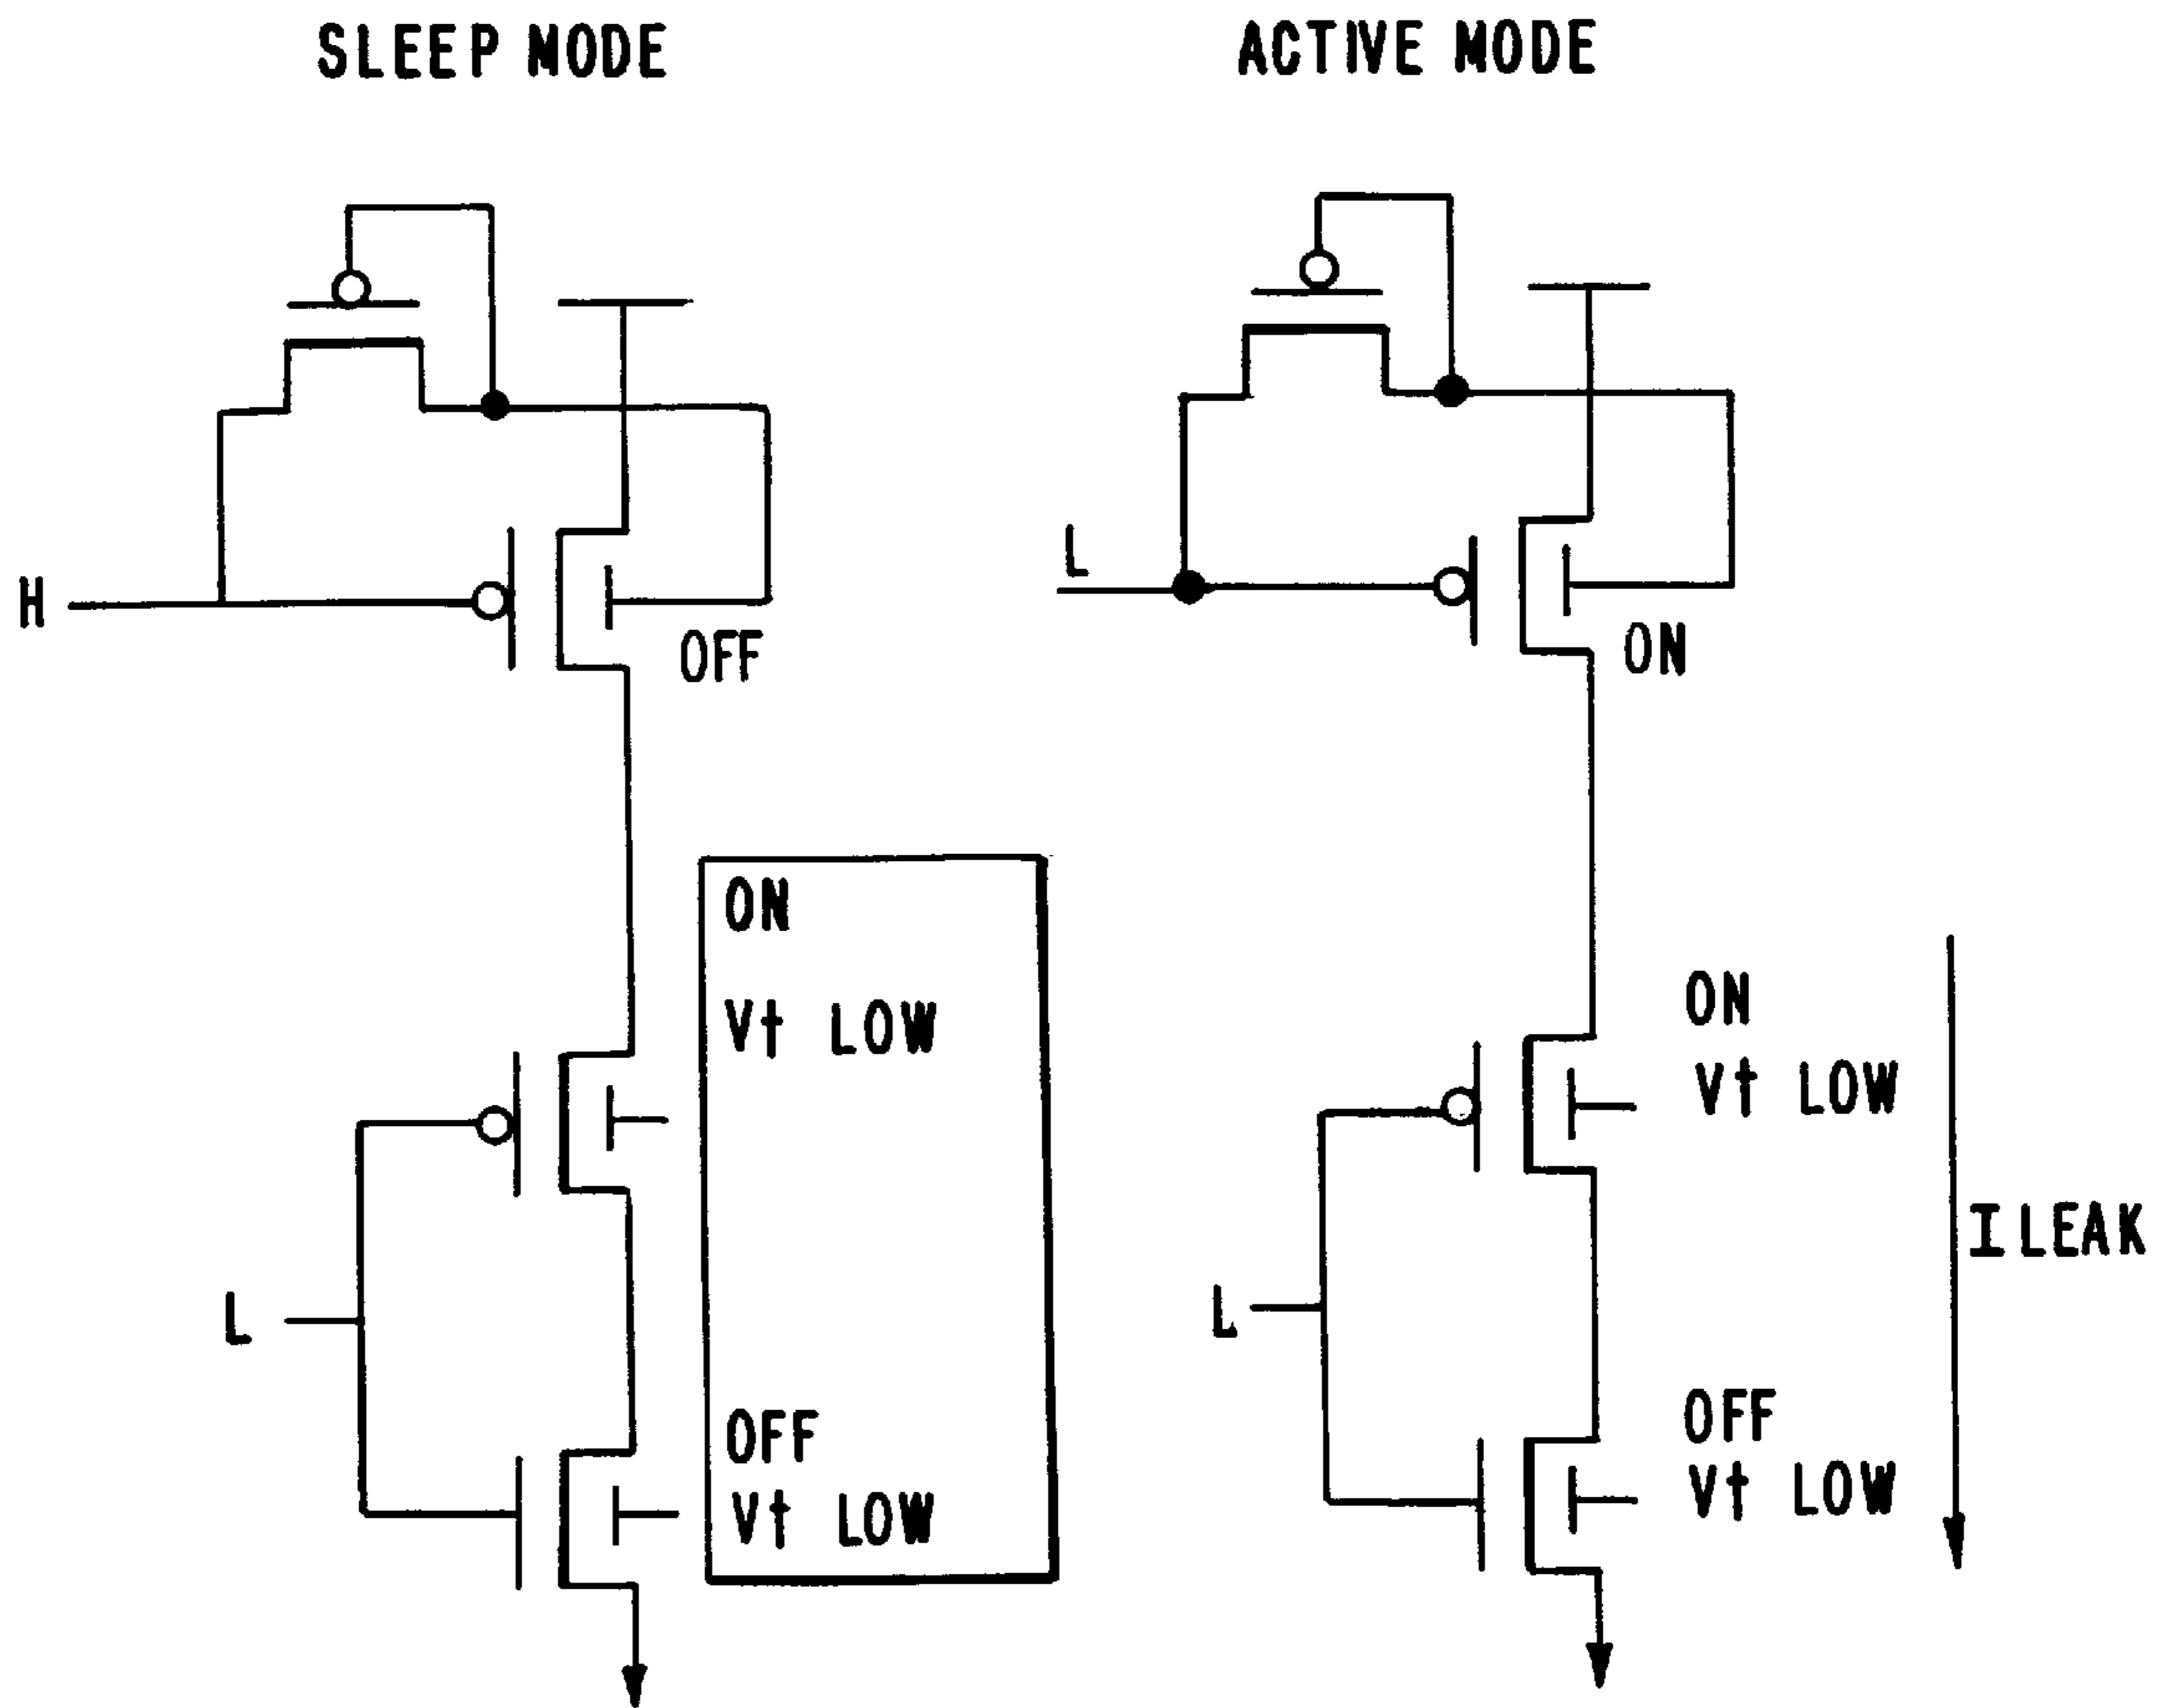 SLEEP MODE
ACTIVE MODE
H
OFF
ON
Vt LOW
L
OFF
Vt LOW
L
ON
ON
Vt LOW
L
OFF
Vt LOW
I LEAK